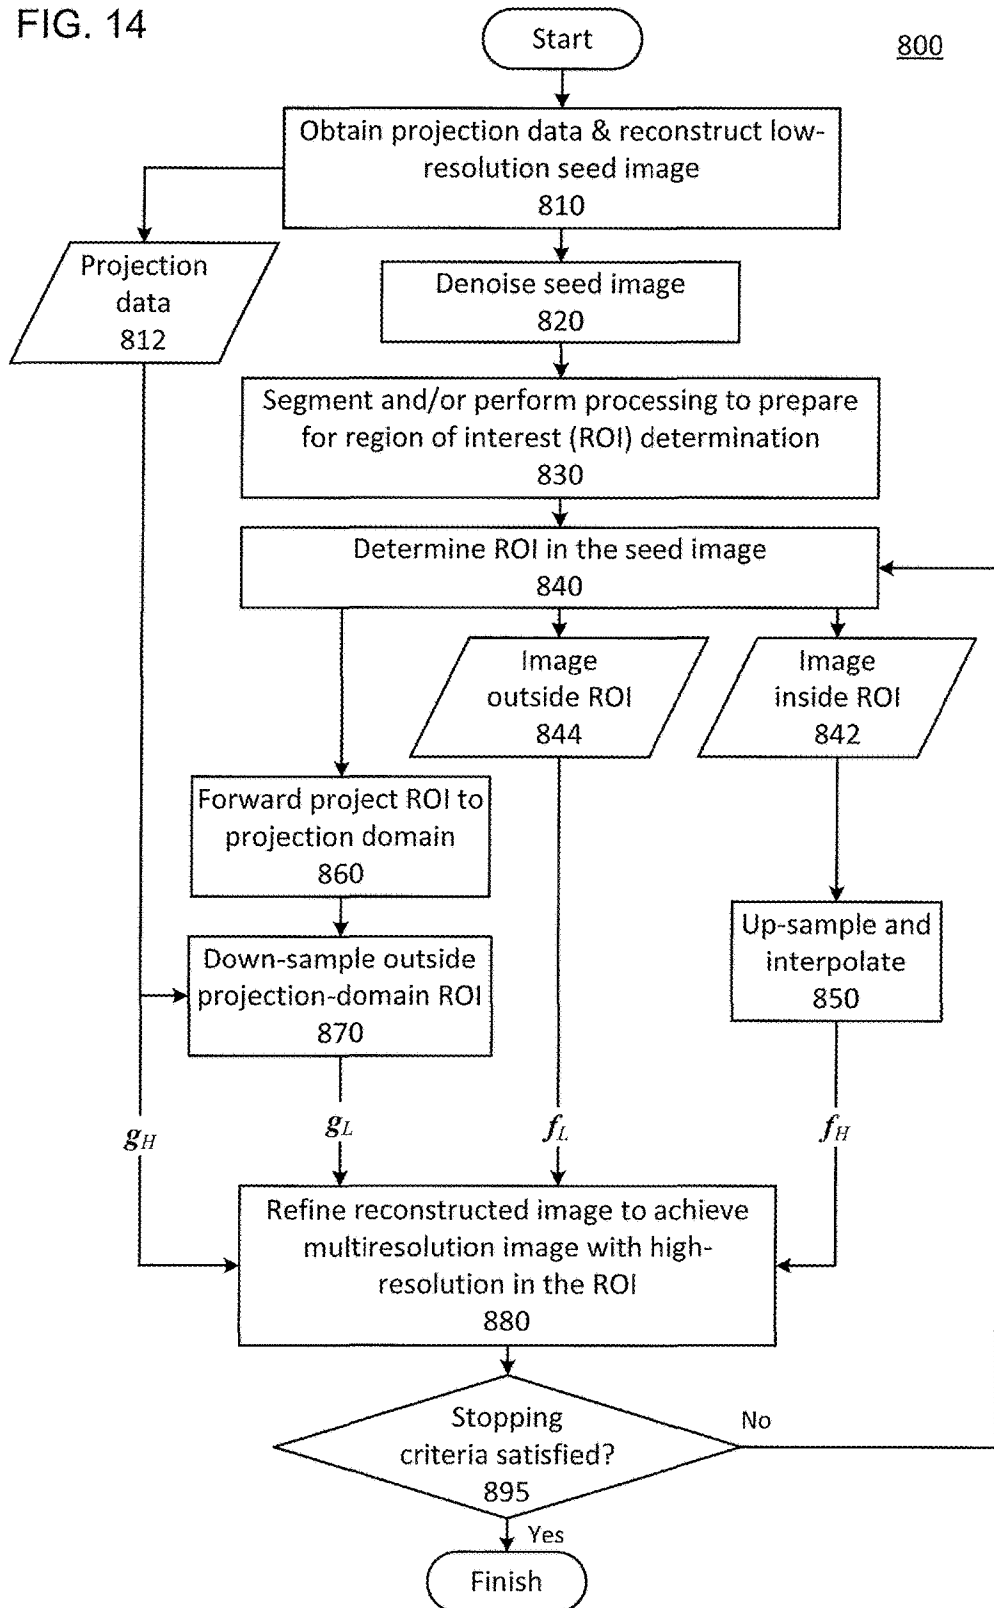 FIG. 14
800
Start
Obtain projection data & reconstruct low-
resolution seed image
810
Projection
data
812
Denoise seed image
820
Segment and/or perform processing to prepare
for region of interest (ROI) determination
830
Determine ROI in the seed image
840
Image
outside ROI
844
Image
inside ROI
842
Forward project ROI to
projection domain
860
Up-sample and
interpolate
850
Down-sample outside
projection-domain ROI
870
gH
gL
fL
fH
Refine reconstructed image to achieve
multiresolution image with high-
resolution in the ROI
880
Stopping
criteria satisfied?
895
No
Yes
Finish